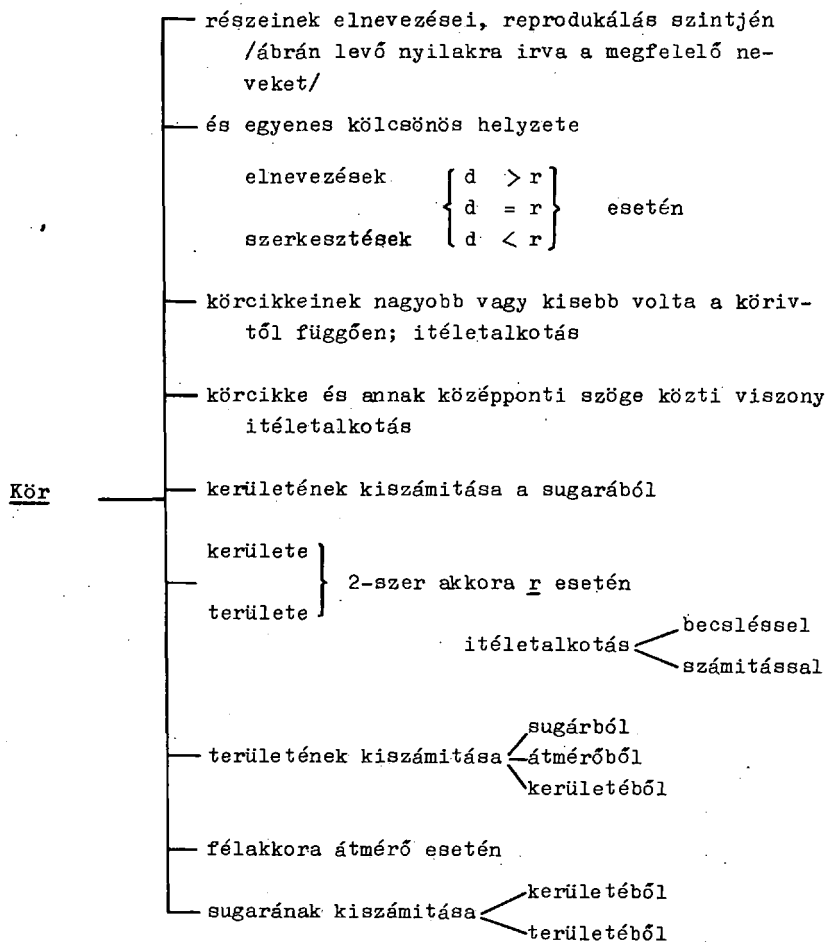 részeinek elnevezései, reprodukálás szintjén
/ábrán levő nyilakra irva a megfelelő ne-
veket/
és egyenes kölcsönös helyzete
elnevezések d > r
d = r esetén
szerkesztések d < r
körcikkeinek nagyobb vagy kisebb volta a köriv-
től függően; itéletalkotás
körcikke és annak középponti szöge közti viszony
itéletalkotás
Kör
kerületének kiszámitása a sugarából
kerülete
2-szer akkora r esetén
területe
itéletalkotás
becsléssel
számitással
területének kiszámitása
sugárból
átmérőből
kerületéből
félakkora átmérő esetén
sugarának kiszámitása
kerületéből
területéből